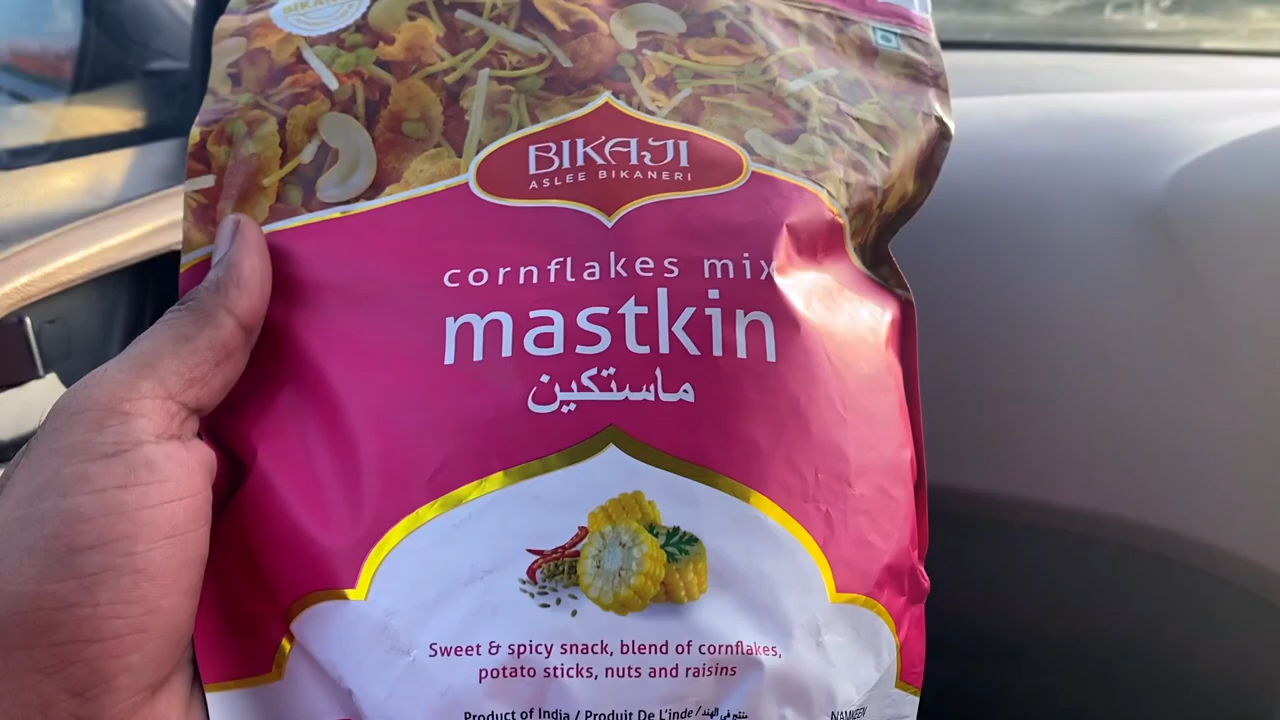 BIKAJI
ASLEE BIKANERI
cornflakes mix
mastkin
ماستكين
Sweet & spicy snack, blend of cornflakes,
potato sticks, nuts and raisins
Product of India / Produit De L'inde / منتج في الهند
NAMKEEN